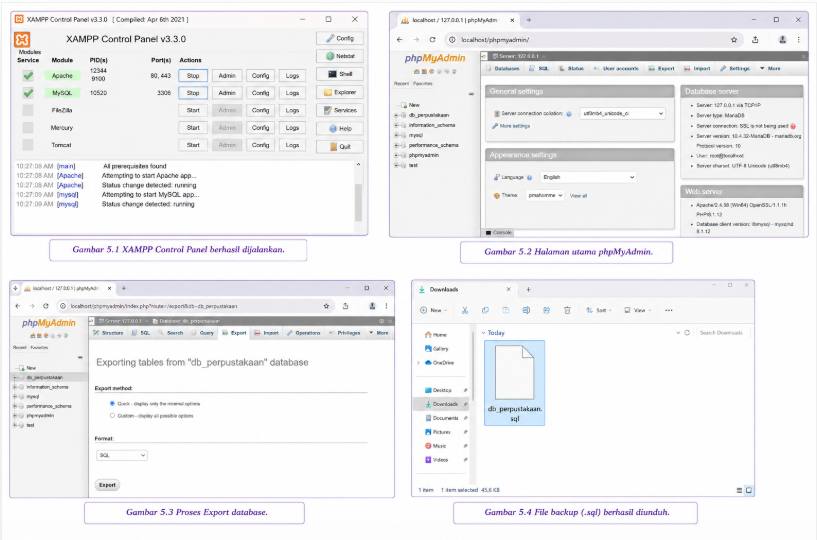 XAMPP Control Panel v3.3.0 [ Compiled: Apr 6th 2021 ]
XAMPP Control Panel v3.3.0
Config
Netstat
Shell
Explorer
Services
Help
Quit
Modules
Service Module PID(s) Port(s) Actions
Apache 12344 9100 80, 443 Stop Admin Config Logs
MySQL 10520 3306 Stop Admin Config Logs
FileZilla Start Admin Config Logs
Mercury Start Admin Config Logs
Tomcat Start Admin Config Logs
10:27:08 AM [main] All prerequisites found
10:27:08 AM [Apache] Attempting to start Apache app...
10:27:08 AM [Apache] Status change detected: running
10:27:09 AM [mysql] Attempting to start MySQL app...
10:27:09 AM [mysql] Status change detected: running
Gambar 5.1 XAMPP Control Panel berhasil dijalankan.
localhost / 127.0.0.1 | phpMyAdmin
localhost/phpmyadmin/
phpMyAdmin
Recent Favorites
New
db_perpustakaan
information_schema
mysql
performance_schema
phpmyadmin
test
Server: 127.0.0.1
Databases SQL Status User accounts Export Import Settings More
General settings
Server connection collation: utf8mb4_unicode_ci
More settings
Appearance settings
Language English
Theme: pmahomme View all
Console
Database server
Server: 127.0.0.1 via TCP/IP
Server type: MariaDB
Server connection: SSL is not being used
Server version: 10.4.32-MariaDB - mariadb.org
Protocol version: 10
User: root@localhost
Server charset: UTF-8 Unicode (utf8mb4)
Web server
Apache/2.4.58 (Win64) OpenSSL/1.1.1h
PHP/8.1.12
Database client version: libmysql - mysqlnd
8.1.12
Gambar 5.2 Halaman utama phpMyAdmin.
localhost / 127.0.0.1 | phpMyAdmin
localhost/phpmyadmin/index.php?route=/export&db=db_perpustakaan
phpMyAdmin
Recent Favorites
New
db_perpustakaan
information_schema
mysql
performance_schema
phpmyadmin
test
Server: 127.0.0.1 Database: db_perpustakaan
Structure SQL Search Query Export Import Operations Privileges More
Exporting tables from "db_perpustakaan" database
Export method:
Quick - display only the minimal options
Custom - display all possible options
Format:
SQL
Export
Gambar 5.3 Proses Export database.
Downloads
New Sort View
Home
Gallery
OneDrive
Desktop
Downloads
Documents
Pictures
Music
Videos
Today
Search Downloads
db_perpustakaan.
sql
1 item 1 item selected 45,6 KB
Gambar 5.4 File backup (.sql) berhasil diunduh.